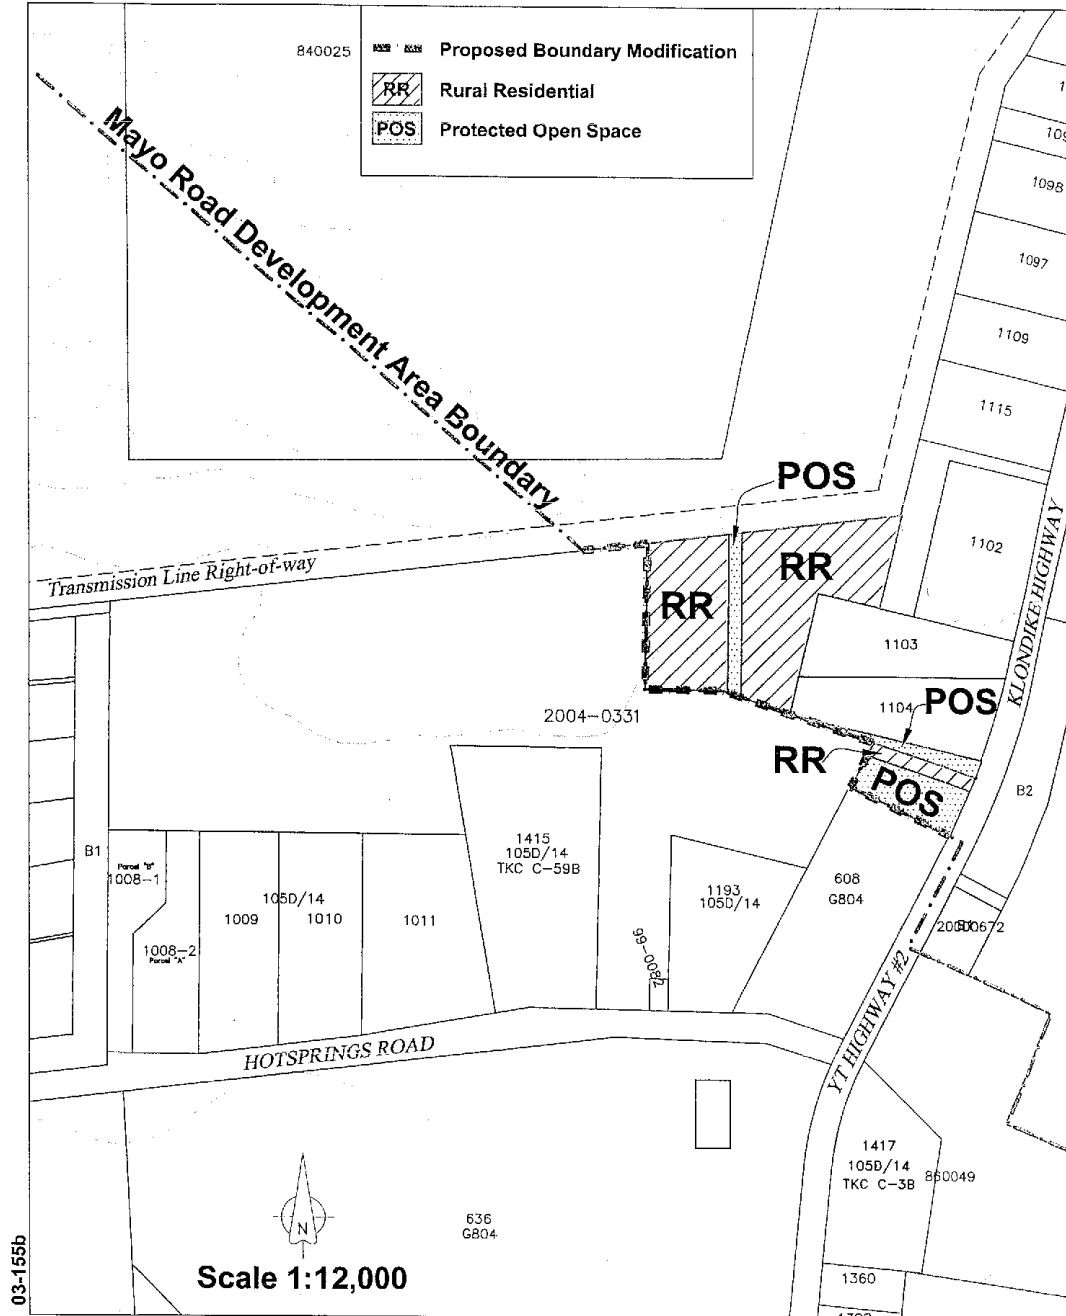 840025
Proposed Boundary Modification
RR Rural Residential
POS Protected Open Space
Mayo Road Development Area Boundary
1098
1097
1109
1115
POS
1102
KLONDIKE HIGHWAY
Transmission Line Right-of-way
RR
RR
1103
POS
1104
2004-0331
RR
POS
B2
B1
Parcel "B"
1008-1
105D/14
1009
1010
1011
1415
105D/14
TKC C-59B
1193
105D/14
608
G804
1008-2
Parcel "A"
YT HIGHWAY #2
HOTSPRINGS ROAD
1417
105D/14
TKC C-3B
860049
636
G804
N
Scale 1:12,000
03-155b
1360